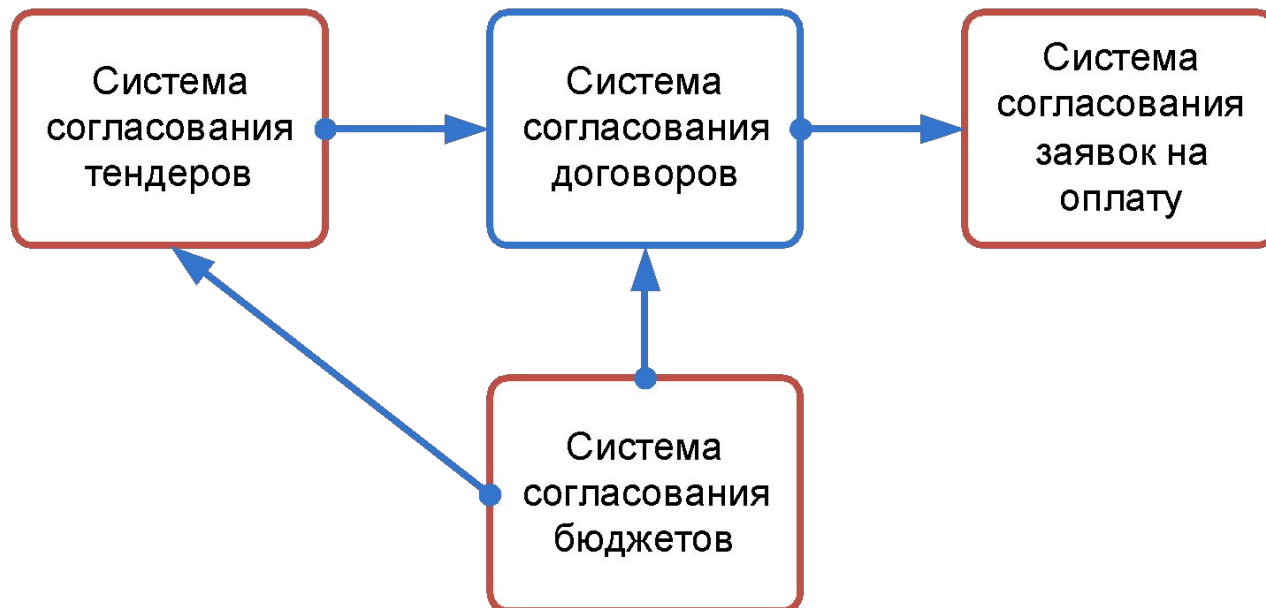 Система
согласования
тендеров
Система
согласования
договоров
Система
согласования
заявок на
оплату
Система
согласования
бюджетов